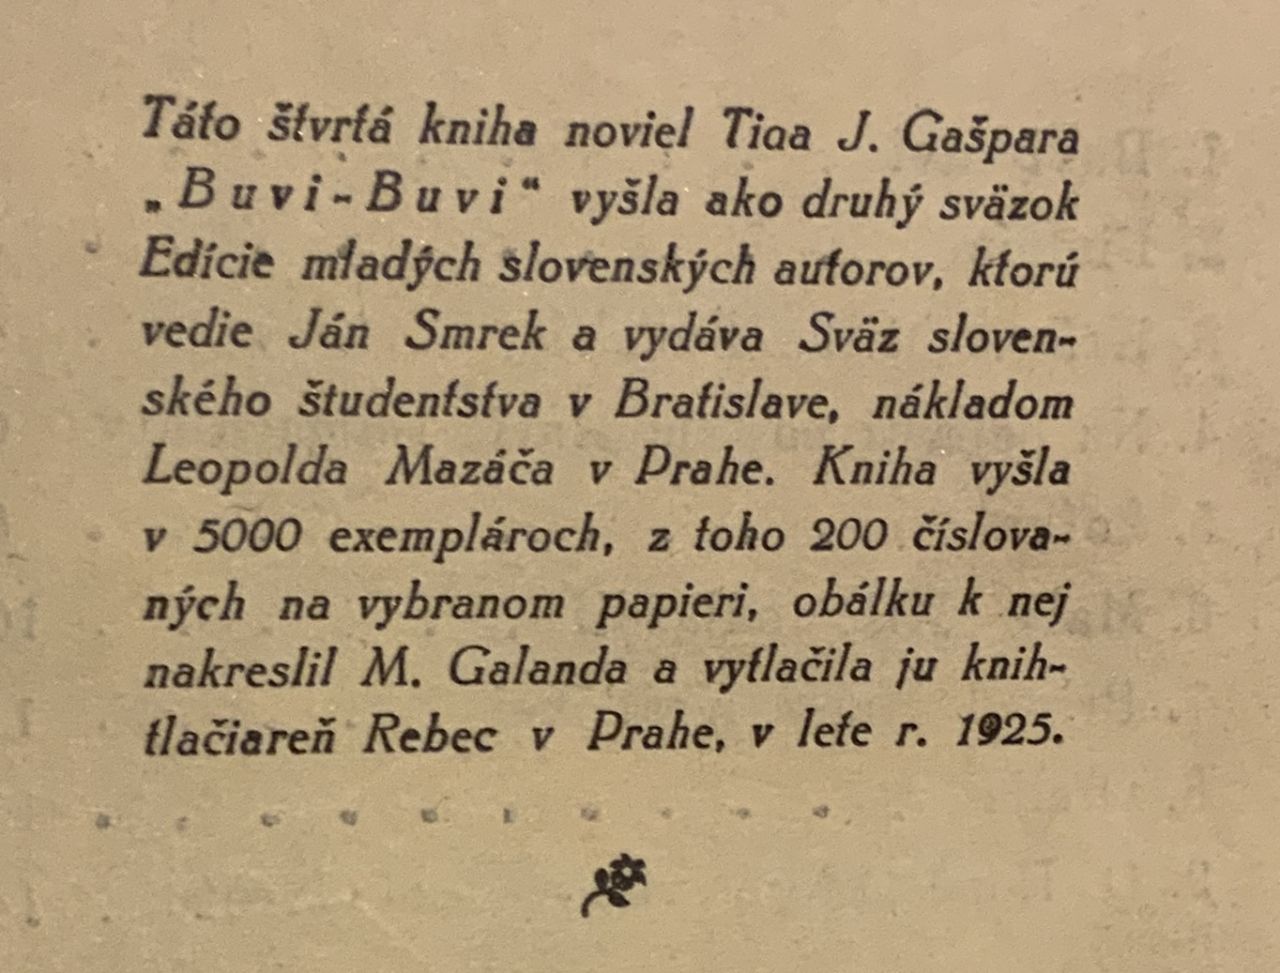 Táto štvrtá kniha noviel Tida J. Gašpara
„Buvi-Buvi“ vyšla ako druhý sväzok
Edície mladých slovenských autorov, ktorú
vedie Ján Smrek a vydáva Sväz sloven-
ského študentstva v Bratislave, nákladom
Leopolda Mazáča v Prahe. Kniha vyšla
v 5000 exemplároch, z toho 200 číslova-
ných na vybranom papieri, obálku k nej
nakreslil M. Galanda a vytlačila ju knih-
tlačiareň Rebec v Prahe, v lete r. 1925.